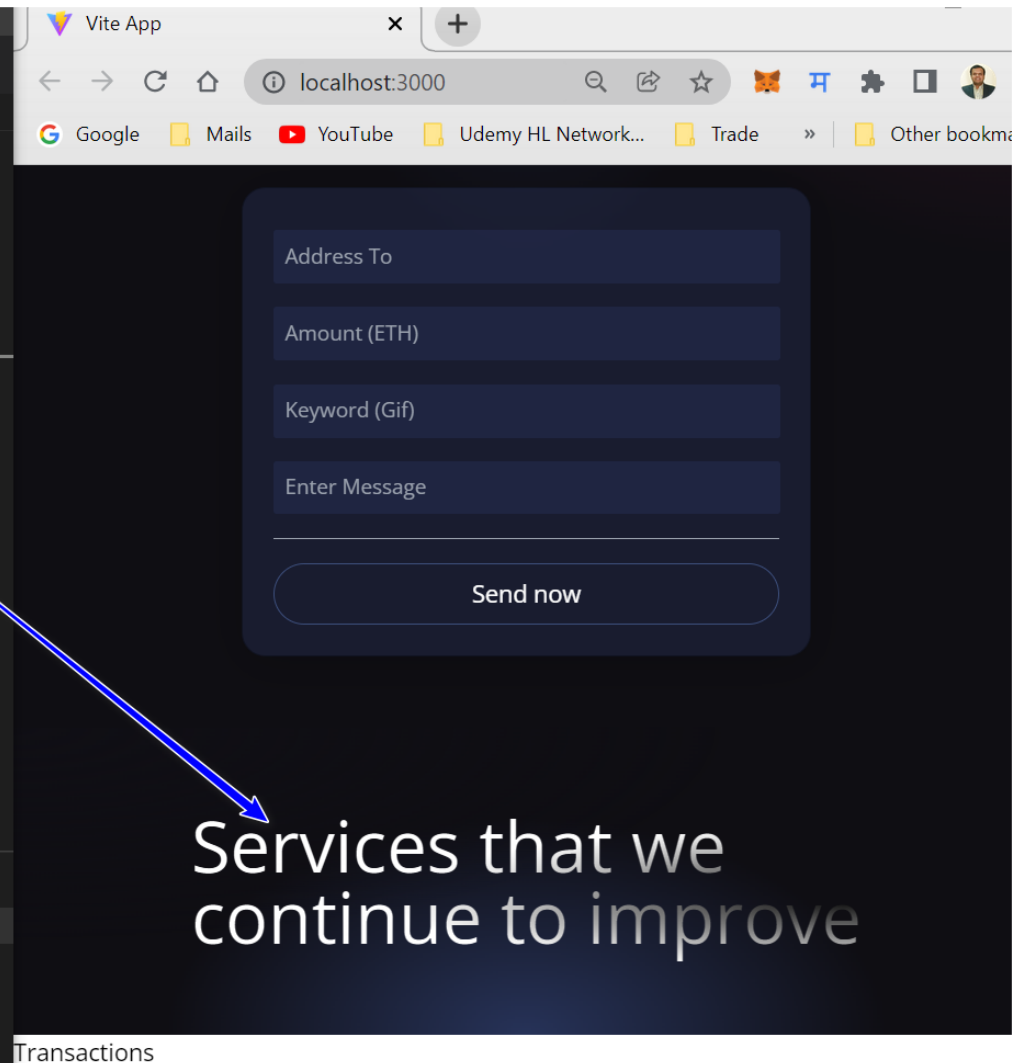 Vite App
localhost:3000
म
Google Mails YouTube Udemy HL Network... Trade » Other bookma
Address To
Amount (ETH)
Keyword (Gif)
Enter Message
Send now
Services that we
continue to improve
Transactions